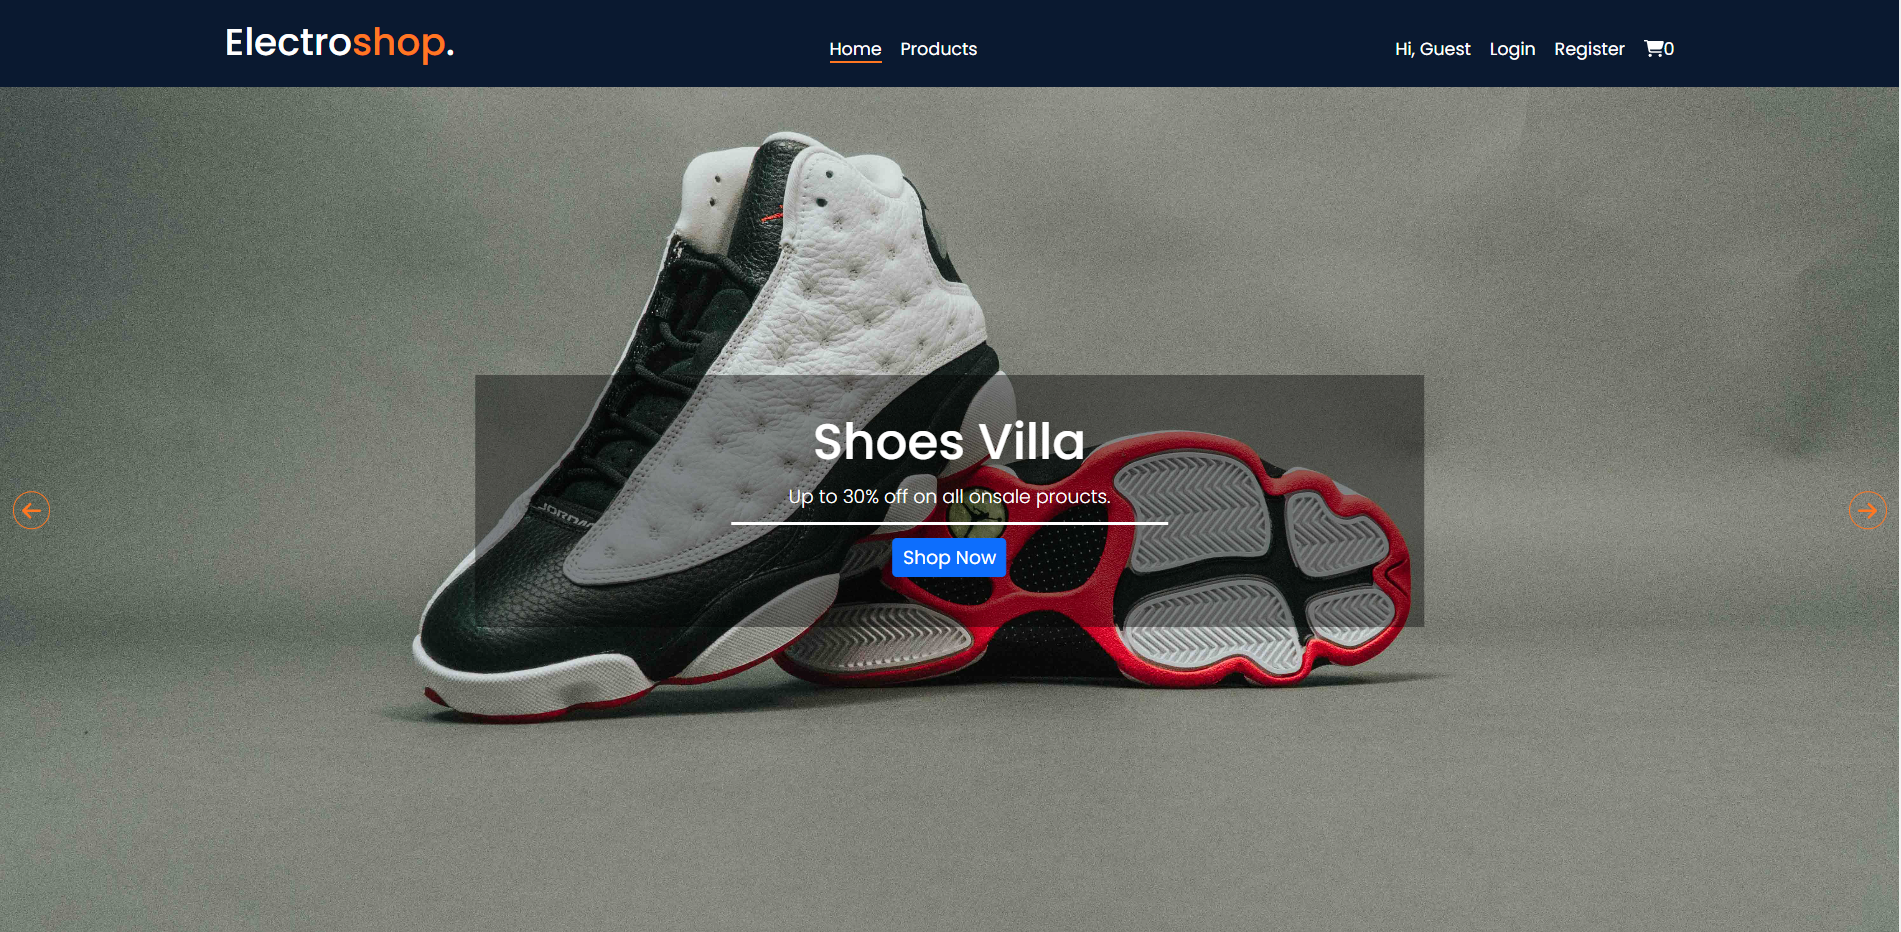 Electroshop.
Home Products
Hi, Guest Login Register 0
Shoes Villa
Up to 30% off on all onsale proucts.
JORDAN
Shop Now